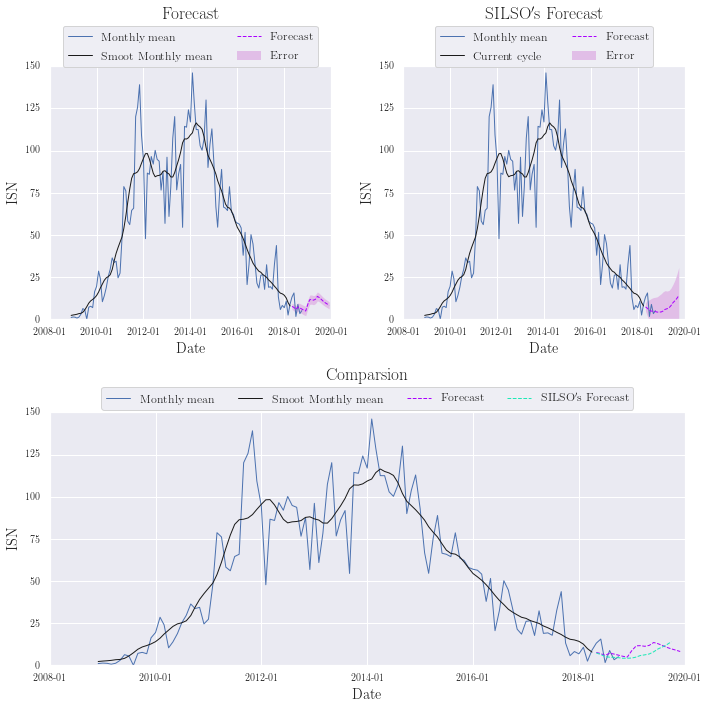 Forecast
Monthly mean
Smoot Monthly mean
Forecast
Error
150
125
100
75
50
25
0
ISN
2008-01 2010-01 2012-01 2014-01 2016-01 2018-01 2020-01
Date
SILSO's Forecast
Monthly mean
Current cycle
Forecast
Error
150
125
100
75
50
25
0
ISN
2008-01 2010-01 2012-01 2014-01 2016-01 2018-01 2020-01
Date
Comparsion
Monthly mean Smoot Monthly mean Forecast SILSO's Forecast
150
125
100
75
50
25
0
ISN
2008-01 2010-01 2012-01 2014-01 2016-01 2018-01 2020-01
Date